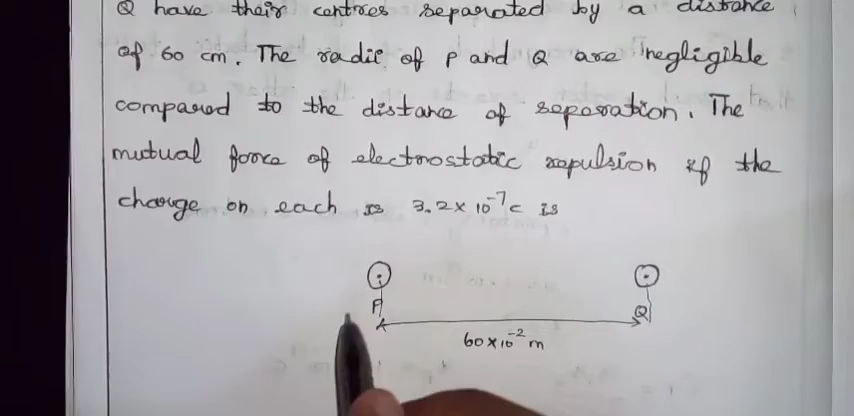 Q have their centres separated by a distance
of 60 cm. The radii of P and Q are negligible
compared to the distance of separation. The
mutual force of electrostatic repulsion if the
charge on each is 3.2 × 10⁻⁷ C is
P
Q
60×10⁻² m